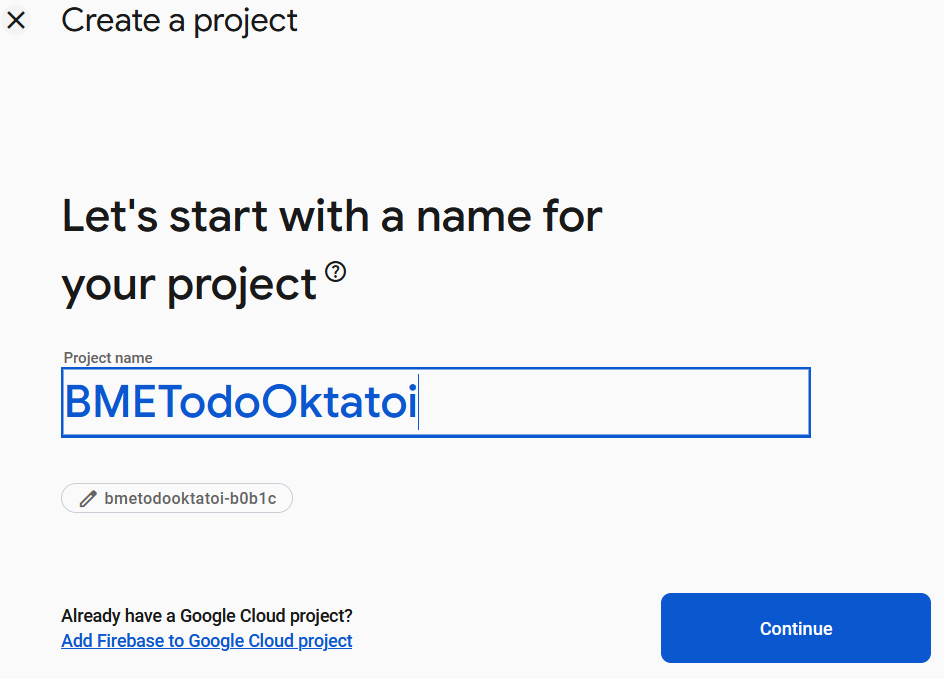 Create a project
Let's start with a name for
your project
Project name
BMETodoOktatoi
bmetodooktatoi-b0b1c
Already have a Google Cloud project?
Add Firebase to Google Cloud project
Continue